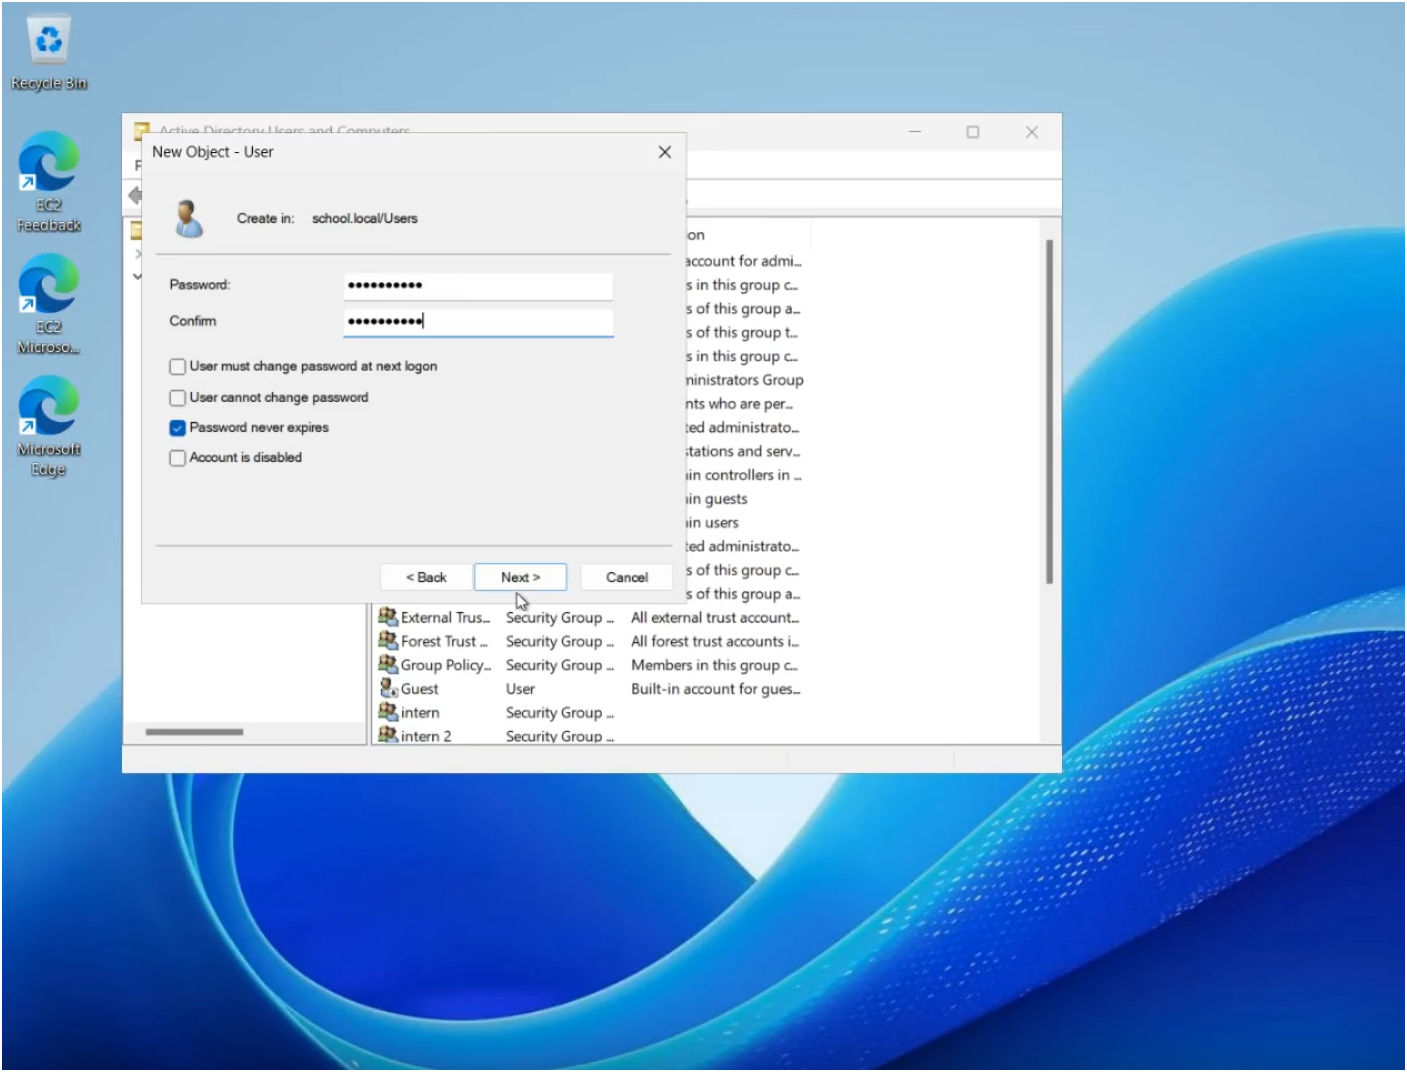 Recycle Bin
EC2
Feedback
EC2
Microso...
Microsoft
Edge
Active Directory Users and Computers
New Object - User
Create in: school.local/Users
Password: ••••••••••
Confirm ••••••••••
User must change password at next logon
User cannot change password
Password never expires
Account is disabled
< Back Next > Cancel
on
account for admi...
s in this group c...
s of this group a...
s of this group t...
s in this group c...
ministrators Group
nts who are per...
ted administrato...
stations and serv...
in controllers in ...
in guests
in users
ted administrato...
s of this group c...
s of this group a...
External Trus... Security Group ... All external trust account...
Forest Trust ... Security Group ... All forest trust accounts i...
Group Policy... Security Group ... Members in this group c...
Guest User Built-in account for gues...
intern Security Group ...
intern 2 Security Group ...